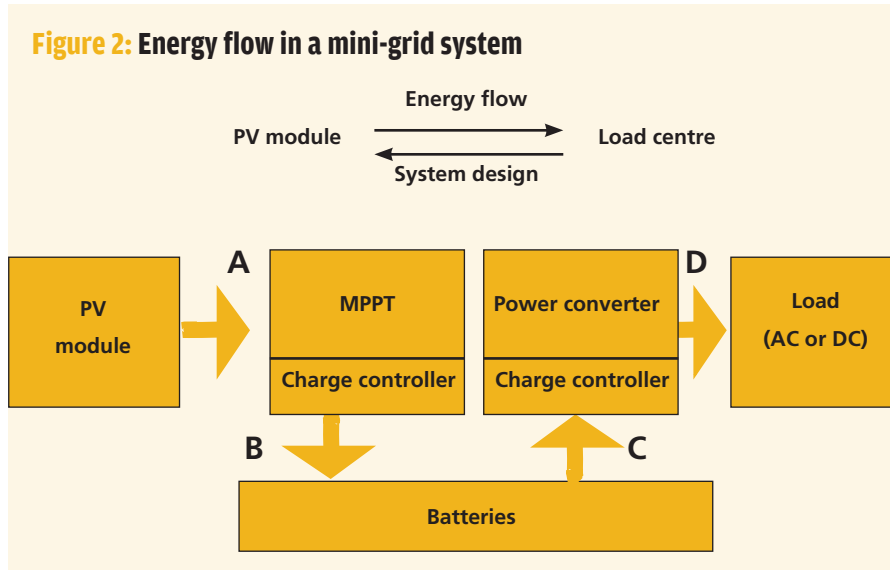 Figure 2: Energy flow in a mini-grid system
Energy flow
PV module
Load centre
System design
A
D
PV
module
MPPT
Power converter
Load
(AC or DC)
Charge controller
Charge controller
B
C
Batteries